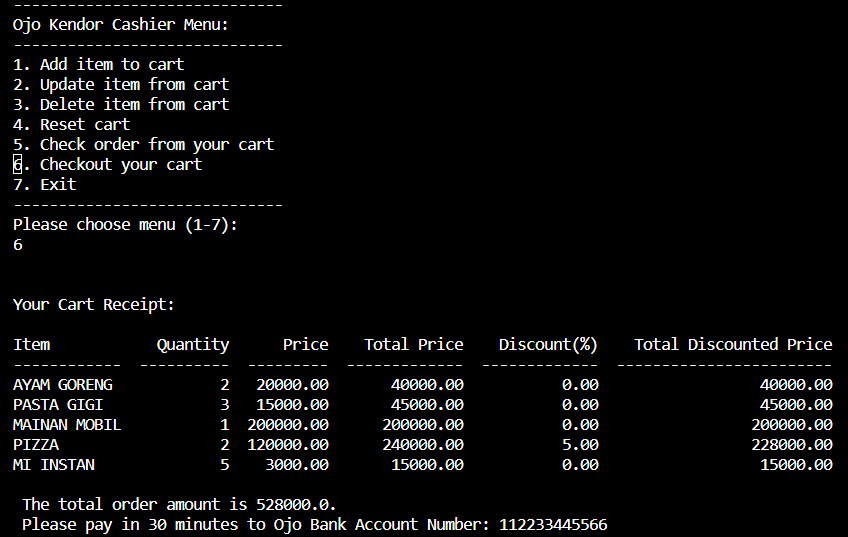 ------------------------------
Ojo Kendor Cashier Menu:
------------------------------
1. Add item to cart
2. Update item from cart
3. Delete item from cart
4. Reset cart
5. Check order from your cart
6. Checkout your cart
7. Exit
------------------------------
Please choose menu (1-7):
6
Your Cart Receipt:
Item            Quantity      Price    Total Price    Discount(%)    Total Discounted Price
------------  ----------  ---------  -------------  -------------  ------------------------
AYAM GORENG            2   20000.00       40000.00           0.00                  40000.00
PASTA GIGI             3   15000.00       45000.00           0.00                  45000.00
MAINAN MOBIL           1  200000.00      200000.00           0.00                 200000.00
PIZZA                  2  120000.00      240000.00           5.00                 228000.00
MI INSTAN              5    3000.00       15000.00           0.00                  15000.00
The total order amount is 528000.0.
Please pay in 30 minutes to Ojo Bank Account Number: 112233445566